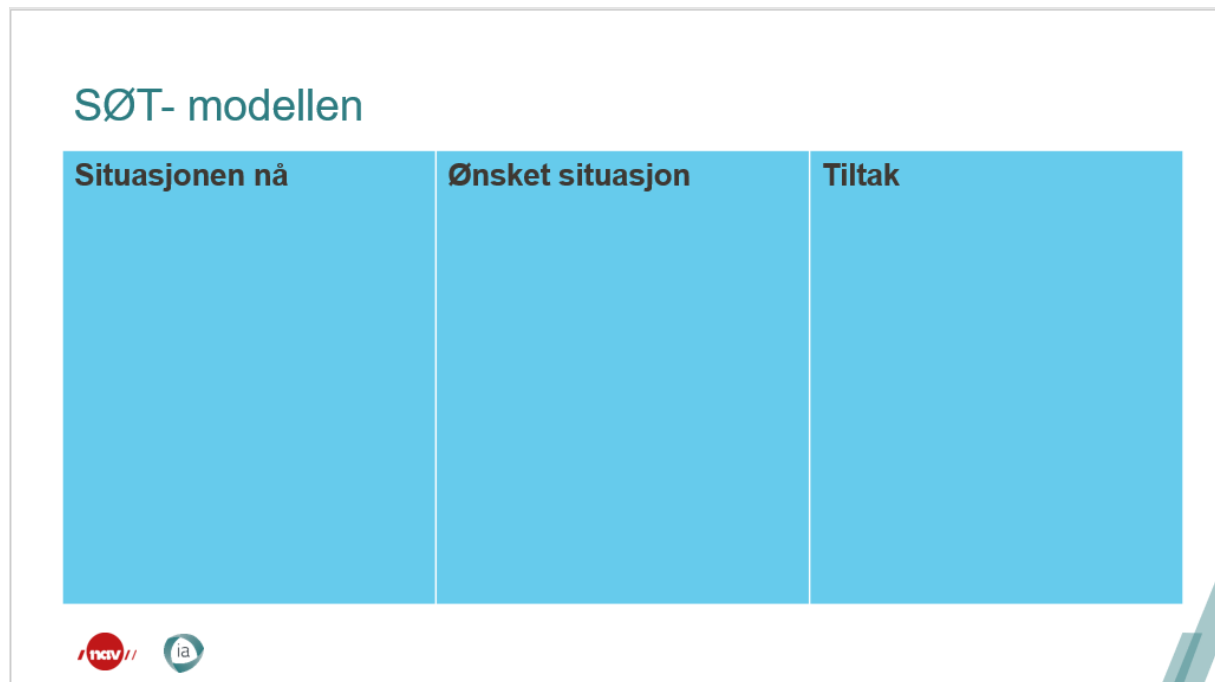 SØT- modellen
Situasjonen nå
Ønsket situasjon
Tiltak
nav
ia